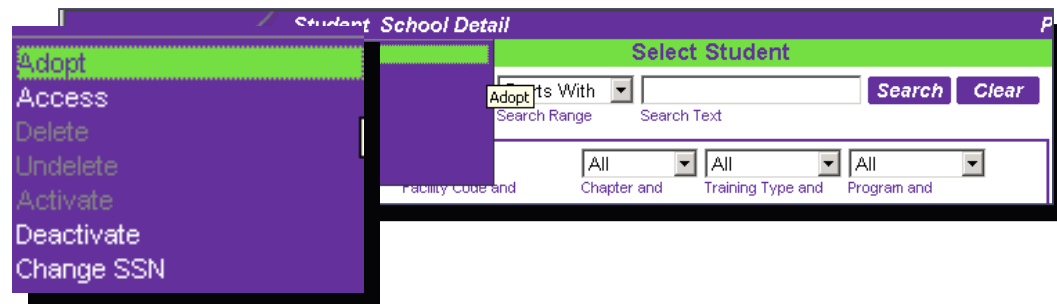 Student School Detail
P
Adopt
Access
Delete
Undelete
Activate
Deactivate
Change SSN
Select Student
Adopt
With
Search
Clear
Search Range
Search Text
All
All
All
Facility Code and
Chapter and
Training Type and
Program and